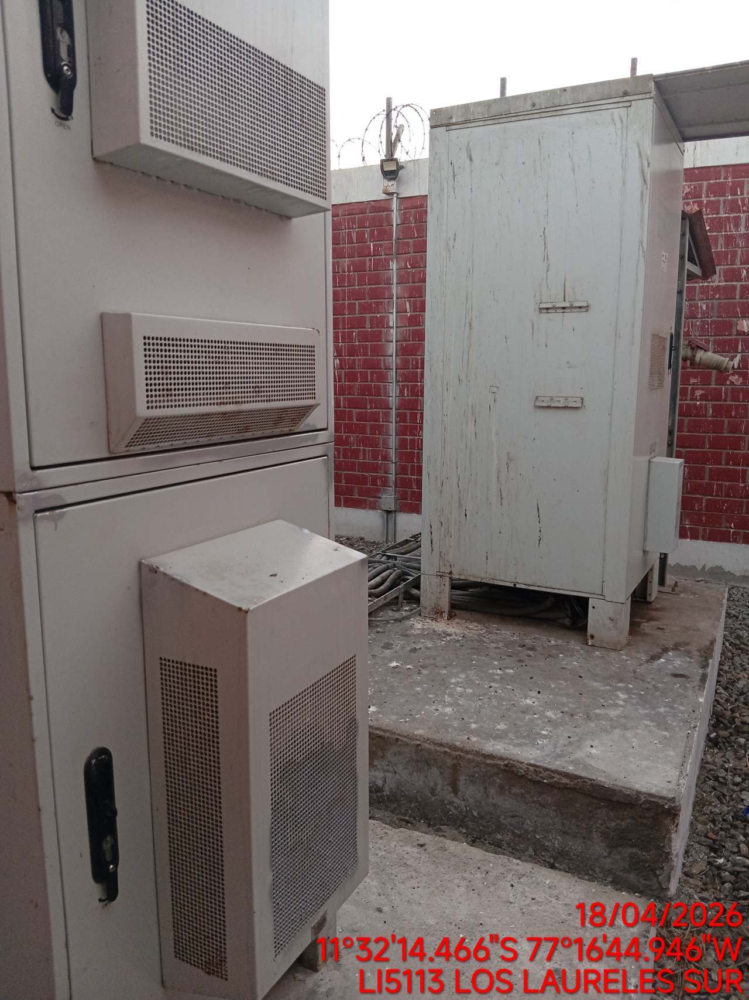 OPEN
18/04/2026
11°32'14.466"S 77°16'44.946"W
LI5113 LOS LAURELES SUR